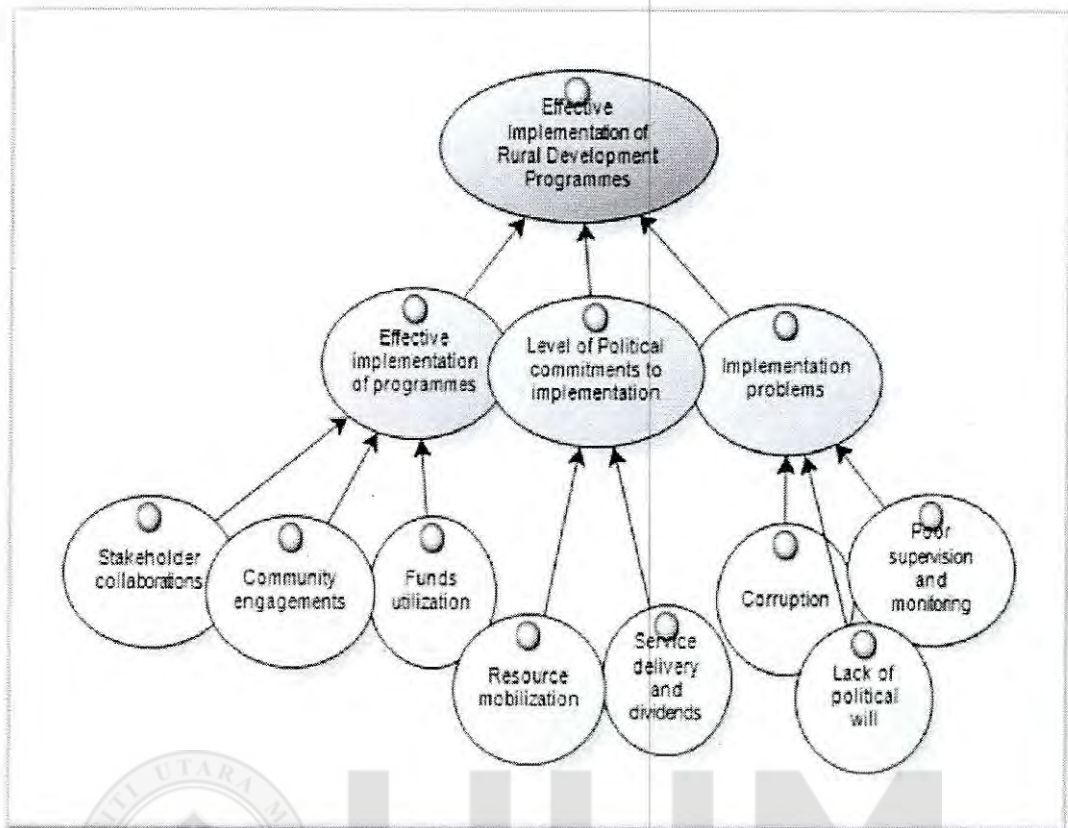 Effective
Implementation of
Rural Development
Programmes
Effective
implementation
of programmes
Level of Political
commitments to
implementation
Implementation
problems
Stakeholder
collaborations
Community
engagements
Funds
utilization
Resource
mobilization
Service
delivery
and
dividends
Corruption
Lack of
political
will
Poor
supervision
and
monitoring
UTARA
UUM